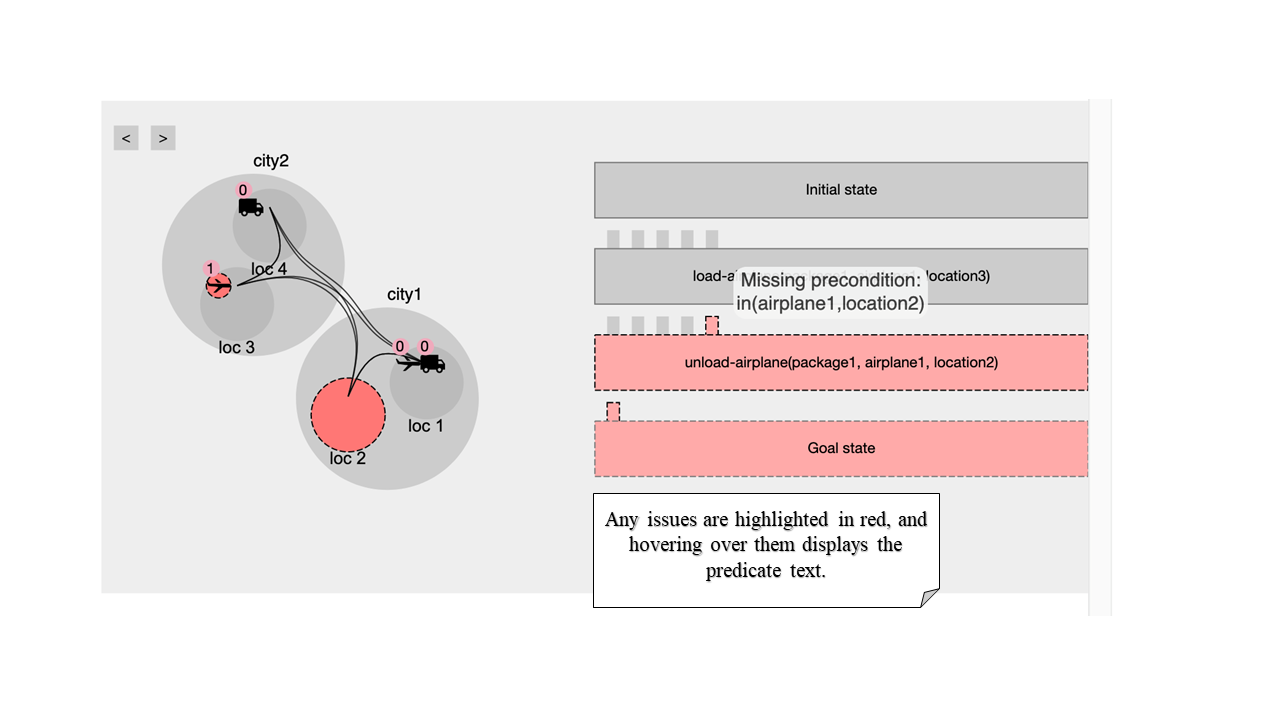 < >
city2
0
loc 4
1
loc 3
city1
0 0
loc 1
loc 2
Initial state
load-a location3)
Missing precondition:
in(airplane1,location2)
unload-airplane(package1, airplane1, location2)
Goal state
Any issues are highlighted in red, and
hovering over them displays the
predicate text.